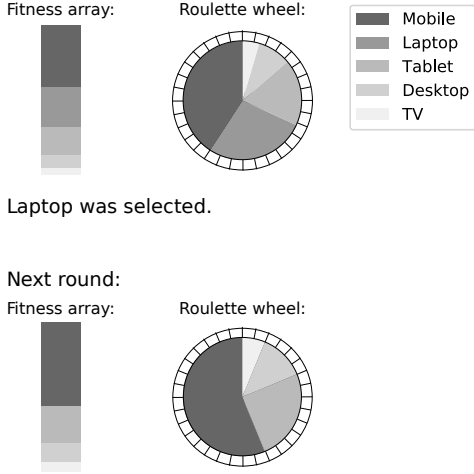 Fitness array:
Roulette wheel:
Mobile
Laptop
Tablet
Desktop
TV
Laptop was selected.
Next round:
Fitness array:
Roulette wheel: